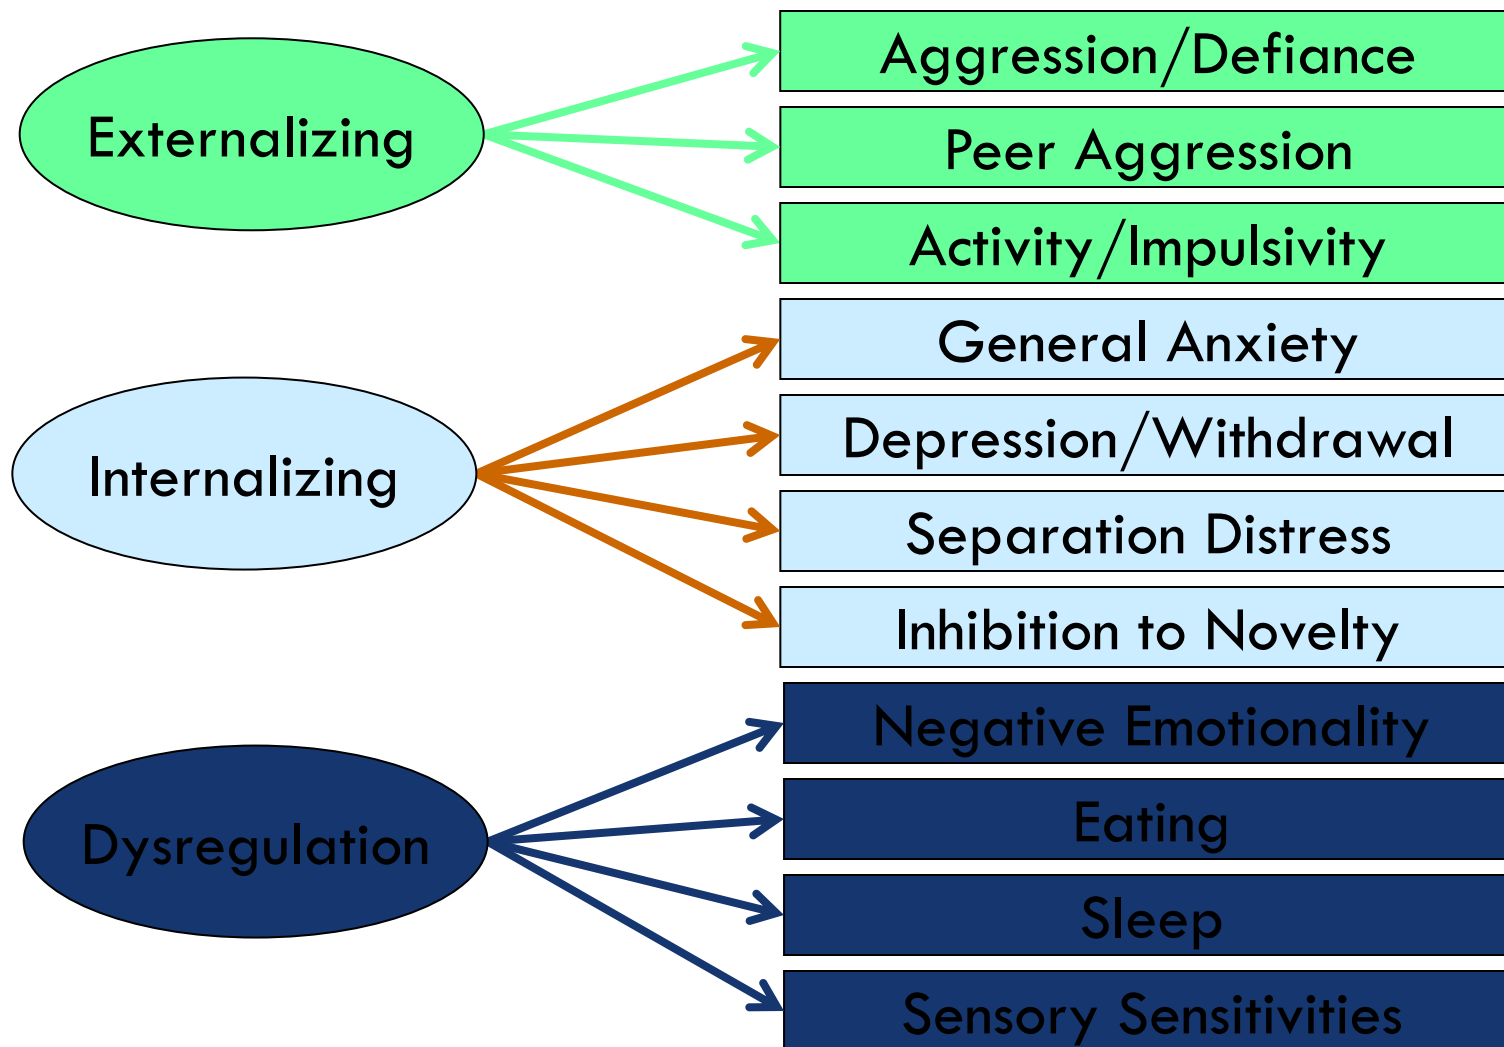 Externalizing
Aggression/Defiance
Peer Aggression
Activity/Impulsivity
Internalizing
General Anxiety
Depression/Withdrawal
Separation Distress
Inhibition to Novelty
Dysregulation
Negative Emotionality
Eating
Sleep
Sensory Sensitivities